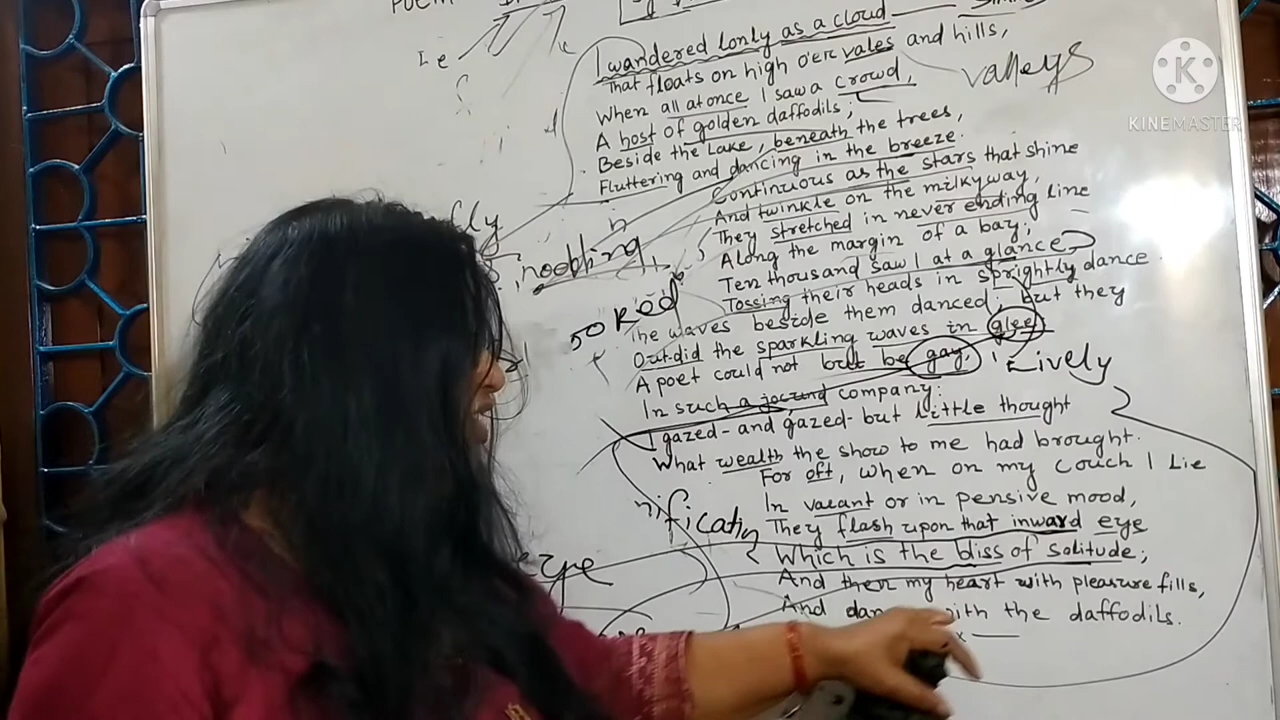 POEM
I wandered lonly as a cloud
That floats on high o'er vales and hills,
When all at once I saw a crowd,
A host of golden daffodils;
Beside the Lake, beneath the trees,
Fluttering and dancing in the breeze.
Continuous as the stars that shine
And twinkle on the milky way,
They stretched in never ending line
Along the margin of a bay;
Ten thousand saw I at a glance
Tossing their heads in sprightly dance
The waves beside them danced; but they
Out-did the sparkling waves in glee
A poet could not but be gay,
In such a jocund company:
I gazed-and gazed-but little thought
What wealth the show to me had brought.
For oft, when on my couch I Lie
In vacant or in pensive mood,
They flash upon that inward eye
Which is the bliss of solitude;
And then my heart with pleasure fills,
And with the daffodils.
valleys
fly
Lively
eye
KINEMASTER